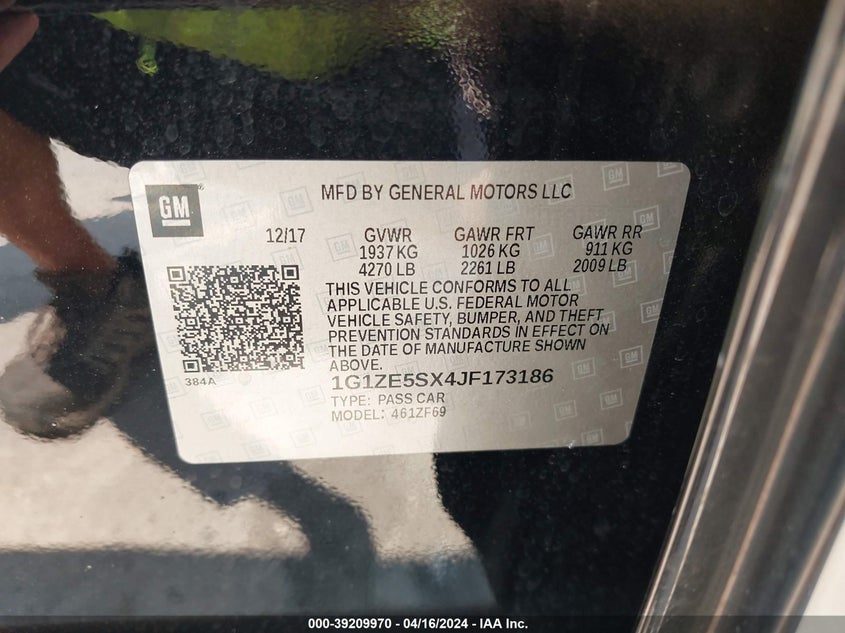 GM
MFD BY GENERAL MOTORS LLC
12/17 GVWR GAWR FRT GAWR RR
1937 KG 1026 KG 911 KG
4270 LB 2261 LB 2009 LB
THIS VEHICLE CONFORMS TO ALL
APPLICABLE U.S. FEDERAL MOTOR
VEHICLE SAFETY, BUMPER, AND THEFT
PREVENTION STANDARDS IN EFFECT ON
THE DATE OF MANUFACTURE SHOWN
ABOVE.
384A
1G1ZE5SX4JF173186
TYPE: PASS CAR
MODEL: 461ZF69
000-39209970 - 04/16/2024 - IAA Inc.